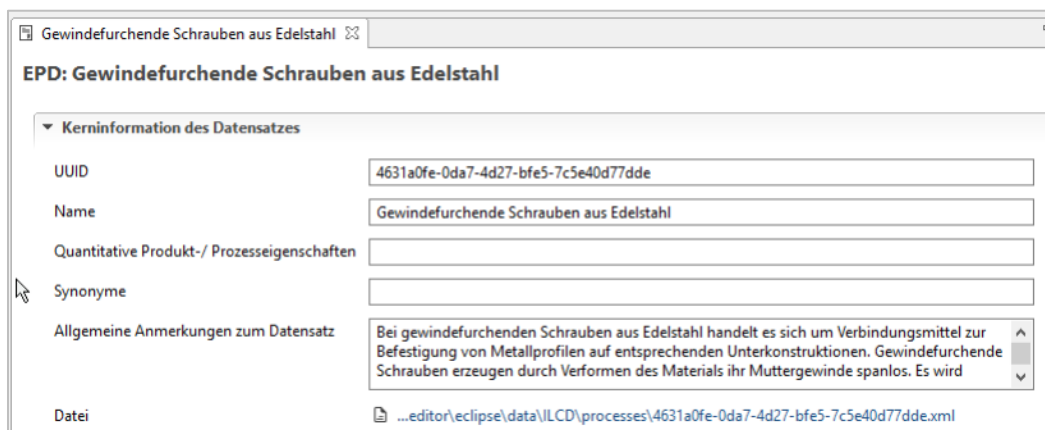 Gewindefurchende Schrauben aus Edelstahl
EPD: Gewindefurchende Schrauben aus Edelstahl
Kerninformation des Datensatzes
UUID 4631a0fe-0da7-4d27-bfe5-7c5e40d77dde
Name Gewindefurchende Schrauben aus Edelstahl
Quantitative Produkt-/ Prozesseigenschaften
Synonyme
Allgemeine Anmerkungen zum Datensatz Bei gewindefurchenden Schrauben aus Edelstahl handelt es sich um Verbindungsmittel zur
Befestigung von Metallprofilen auf entsprechenden Unterkonstruktionen. Gewindefurchende
Schrauben erzeugen durch Verformen des Materials ihr Muttergewinde spanlos. Es wird
Datei ...editor\eclipse\data\ILCD\processes\4631a0fe-0da7-4d27-bfe5-7c5e40d77dde.xml